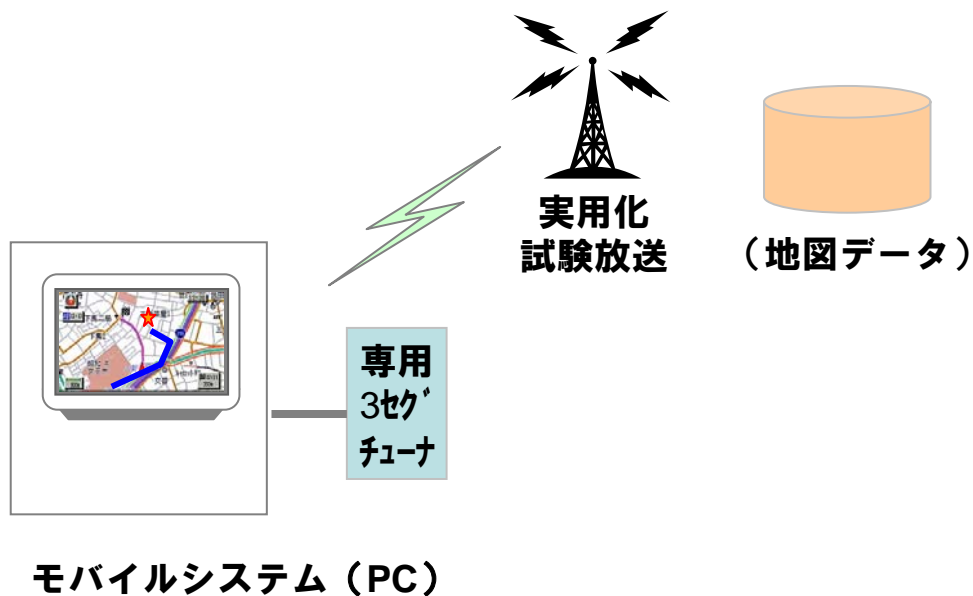 実用化
試験放送
（地図データ）
専用
3ｾｸﾞ
ﾁｭｰﾅ
モバイルシステム（PC）